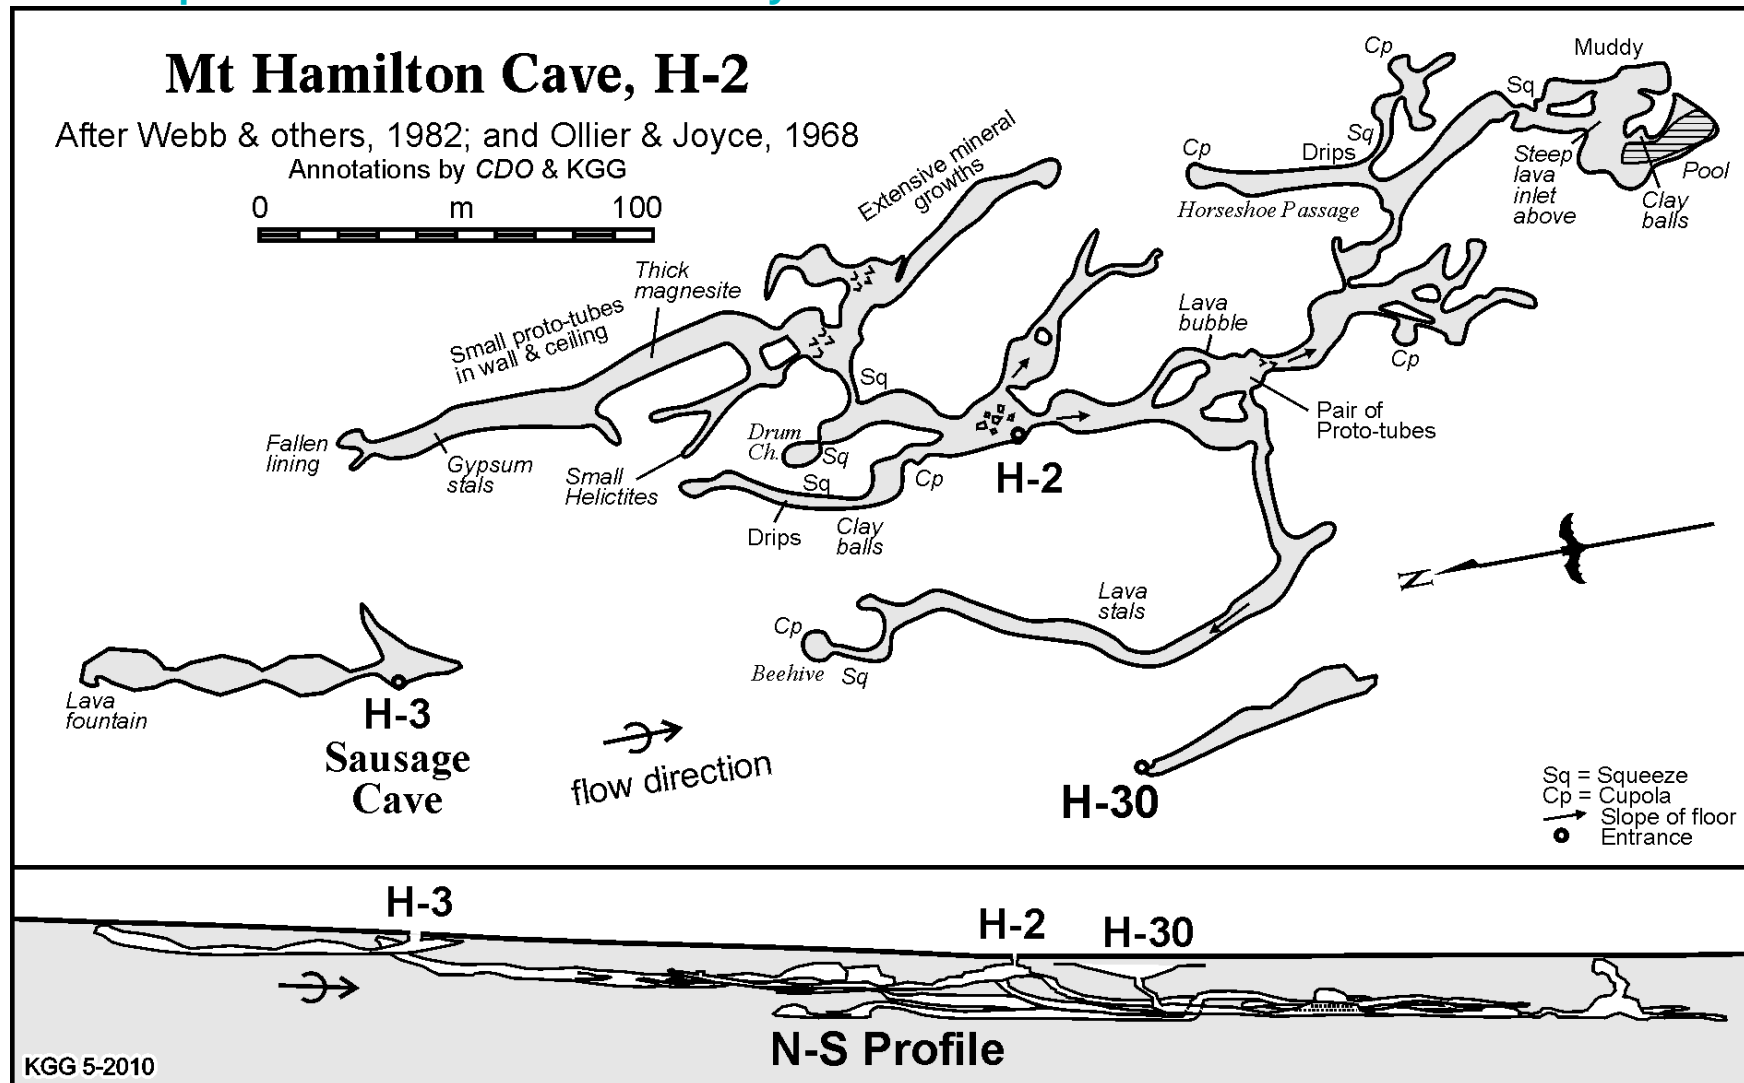 Mt Hamilton Cave, H-2
After Webb & others, 1982; and Ollier & Joyce, 1968
Annotations by CDO & KGG
0 m 100
Extensive mineral
growths
Thick
magnesite
Small proto-tubes
in wall & ceiling
Fallen
lining
Gypsum
stals
Small
Helictites
Sq
Drum
Ch.
Sq
Sq
Drips
Clay
balls
Cp
H-2
Lava
bubble
Pair of
Proto-tubes
Cp
Cp
Sq
Drips
Cp
Horseshoe Passage
Sq
Muddy
Steep
lava
inlet
above
Pool
Clay
balls
N
Lava
stals
Cp
Beehive
Sq
Lava
fountain
H-3
Sausage
Cave
flow direction
H-30
Sq = Squeeze
Cp = Cupola
Slope of floor
Entrance
H-3
H-2
H-30
N-S Profile
KGG 5-2010